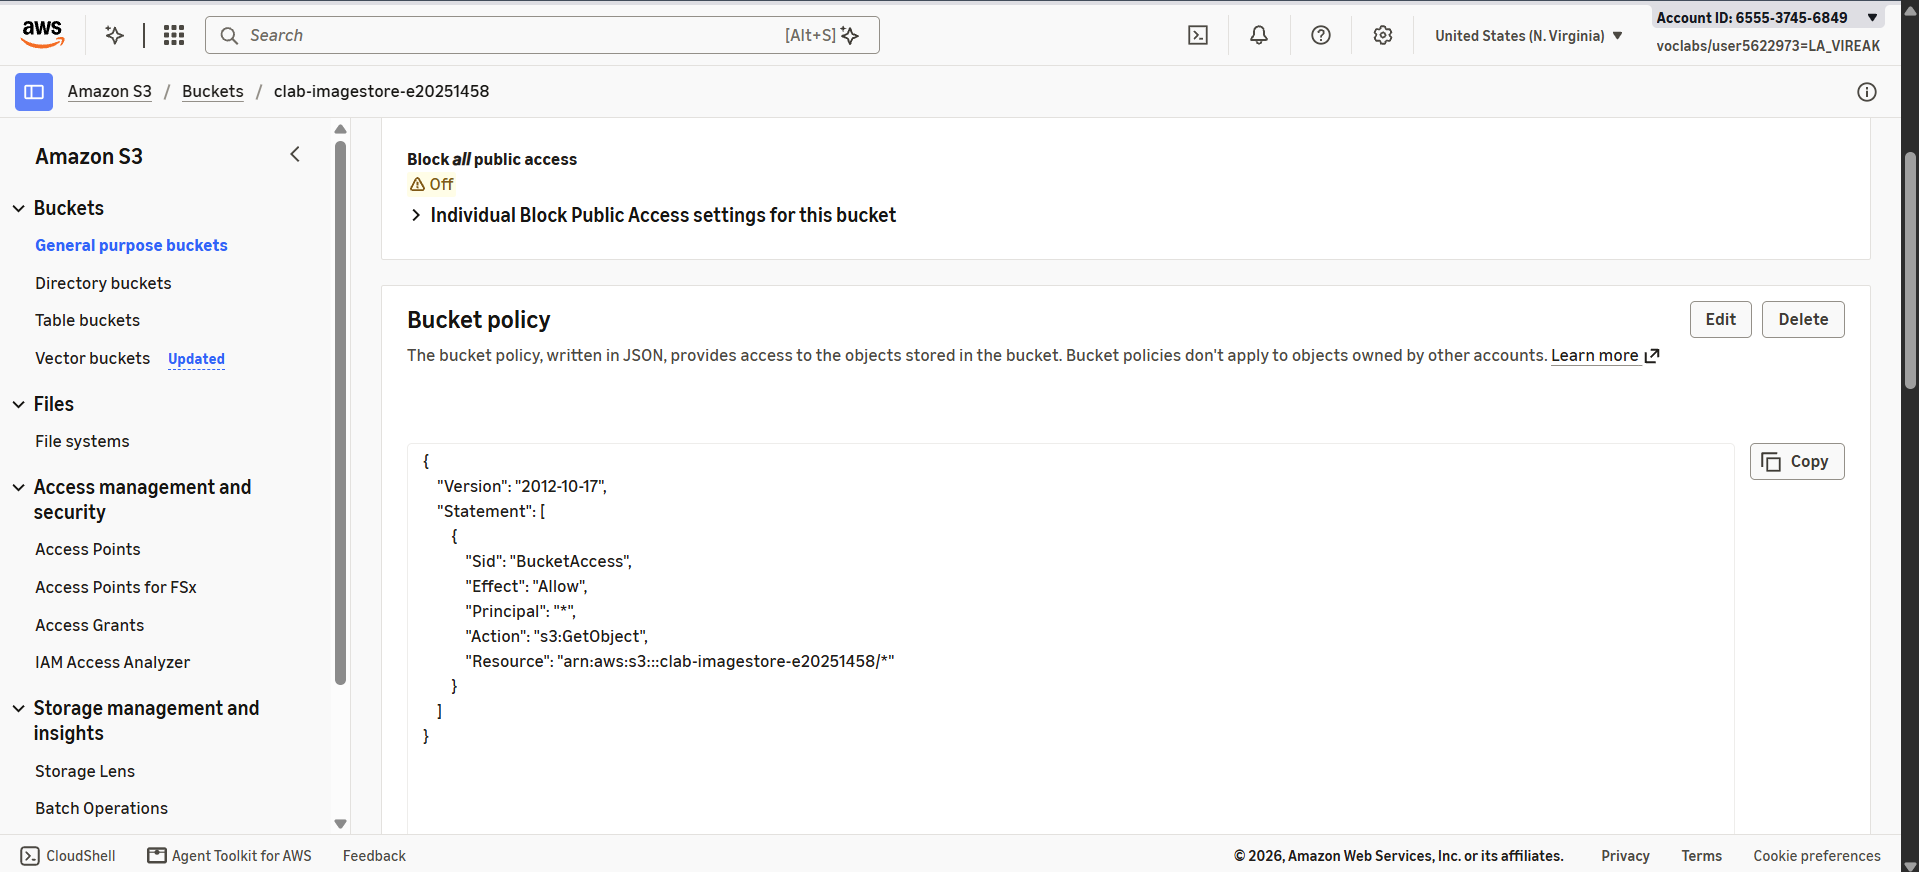 aws
Search
[Alt+S]
United States (N. Virginia)
Account ID: 6555-3745-6849
voclabs/user5622973=LA_VIREAK
Amazon S3 / Buckets / clab-imagestore-e20251458
Amazon S3
Buckets
General purpose buckets
Directory buckets
Table buckets
Vector buckets Updated
Files
File systems
Access management and
security
Access Points
Access Points for FSx
Access Grants
IAM Access Analyzer
Storage management and
insights
Storage Lens
Batch Operations
Block all public access
Off
Individual Block Public Access settings for this bucket
Bucket policy
Edit
Delete
The bucket policy, written in JSON, provides access to the objects stored in the bucket. Bucket policies don't apply to objects owned by other accounts. Learn more
Copy
{
"Version": "2012-10-17",
"Statement": [
{
"Sid": "BucketAccess",
"Effect": "Allow",
"Principal": "*",
"Action": "s3:GetObject",
"Resource": "arn:aws:s3:::clab-imagestore-e20251458/*"
}
]
}
CloudShell
Agent Toolkit for AWS
Feedback
© 2026, Amazon Web Services, Inc. or its affiliates.
Privacy
Terms
Cookie preferences